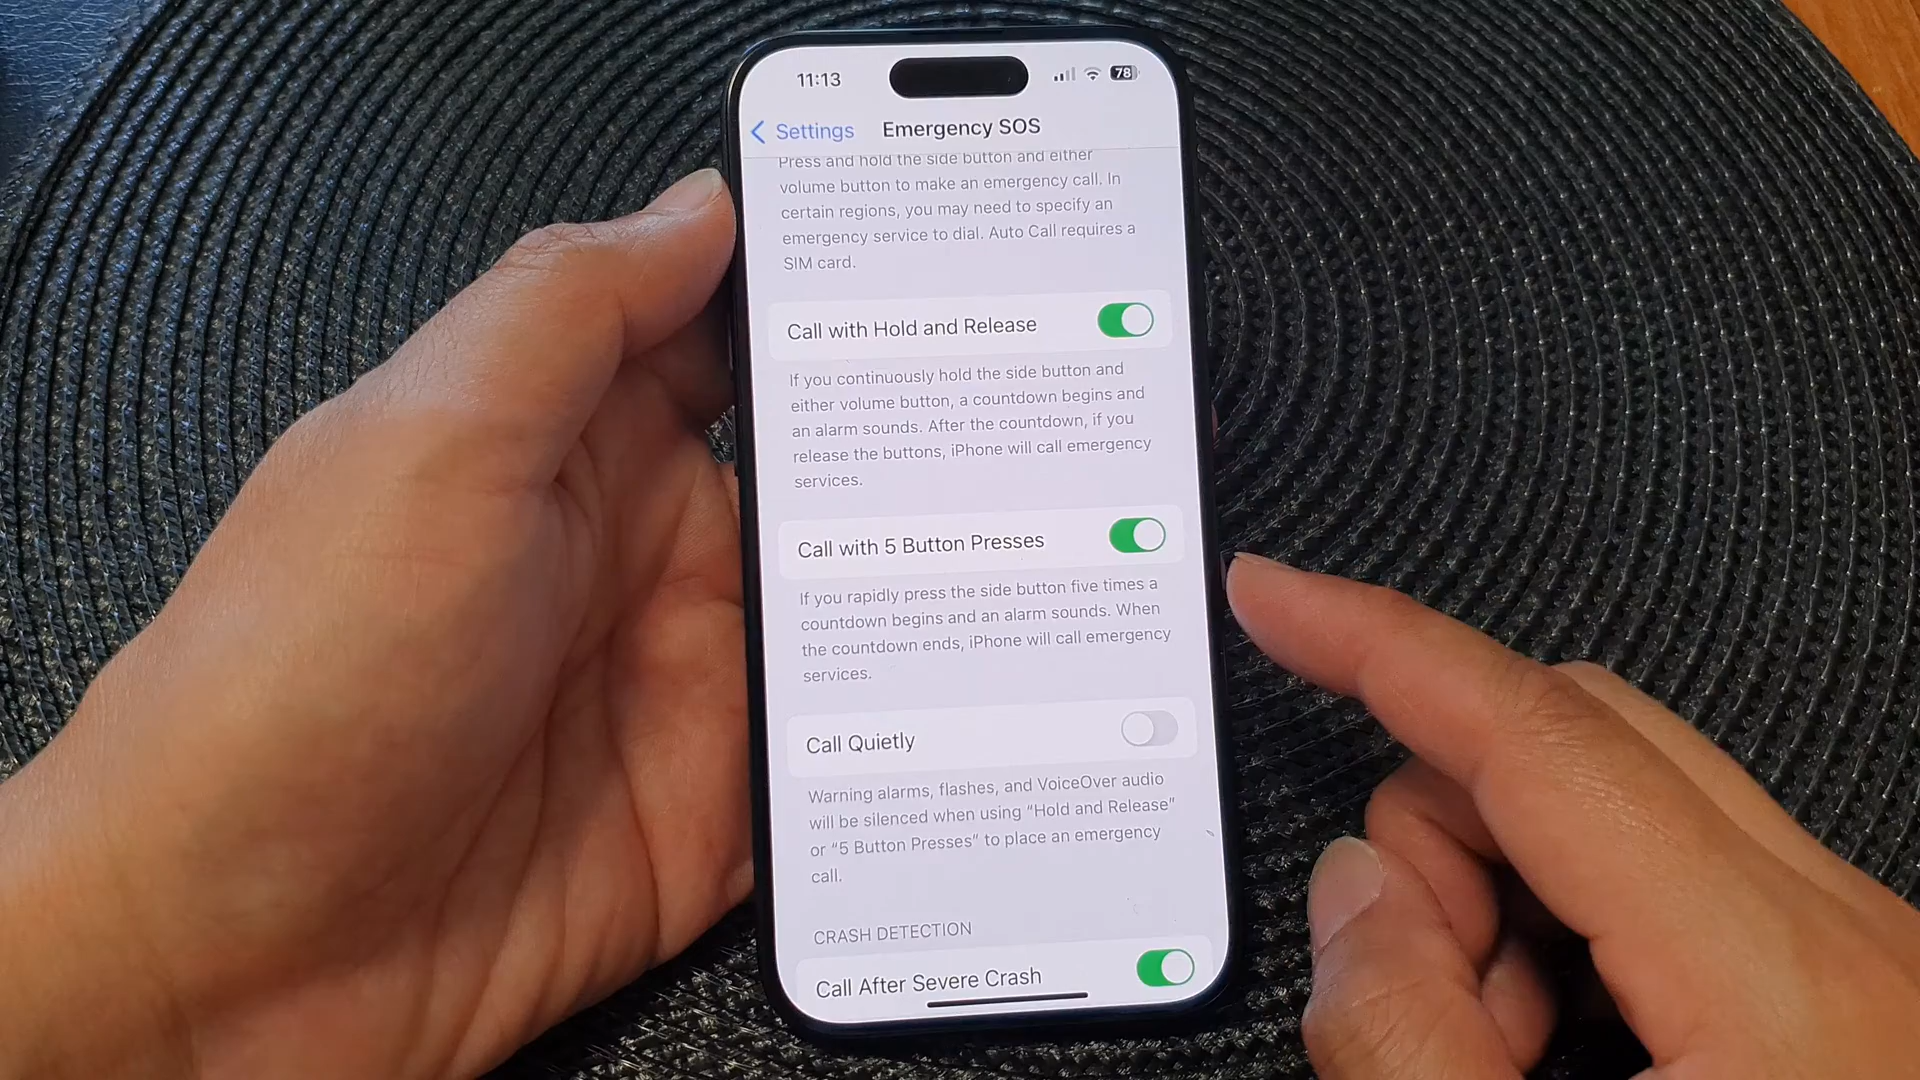 11:13
78
Settings
Emergency SOS
Press and hold the side button and either
volume button to make an emergency call. In
certain regions, you may need to specify an
emergency service to dial. Auto Call requires a
SIM card.
Call with Hold and Release
If you continuously hold the side button and
either volume button, a countdown begins and
an alarm sounds. After the countdown, if you
release the buttons, iPhone will call emergency
services.
Call with 5 Button Presses
If you rapidly press the side button five times a
countdown begins and an alarm sounds. When
the countdown ends, iPhone will call emergency
services.
Call Quietly
Warning alarms, flashes, and VoiceOver audio
will be silenced when using “Hold and Release”
or “5 Button Presses” to place an emergency
call.
CRASH DETECTION
Call After Severe Crash